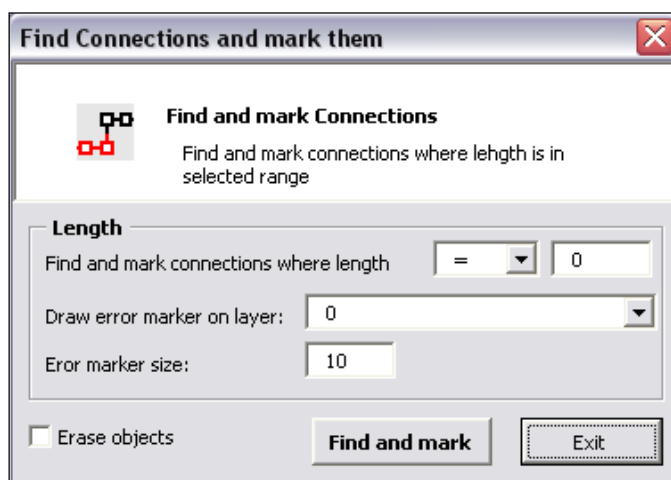 Find Connections and mark them
Find and mark Connections
Find and mark connections where lehgth is in
selected range
Length
Find and mark connections where length = 0
Draw error marker on layer: 0
Eror marker size: 10
Erase objects Find and mark Exit